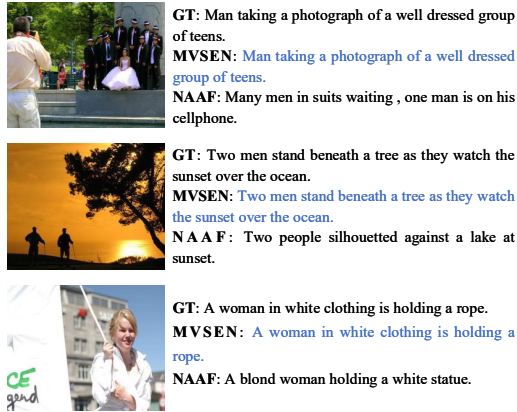 GT: Man taking a photograph of a well dressed group
of teens.
MVSEN: Man taking a photograph of a well dressed
group of teens.
NAAF: Many men in suits waiting , one man is on his
cellphone.
GT: Two men stand beneath a tree as they watch the
sunset over the ocean.
MVSEN: Two men stand beneath a tree as they watch
the sunset over the ocean.
NAAF: Two people silhouetted against a lake at
sunset.
GT: A woman in white clothing is holding a rope.
MVSEN: A woman in white clothing is holding a
rope.
NAAF: A blond woman holding a white statue.
CE
gend